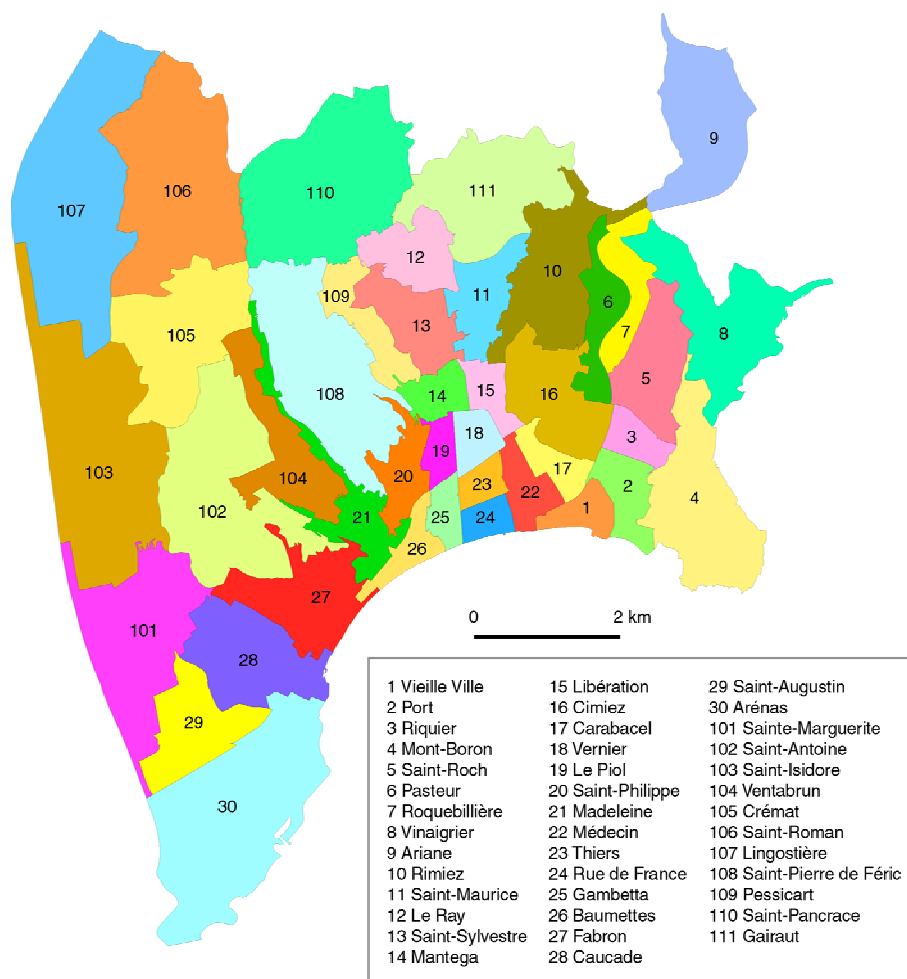 9
106
110
111
107
12
10
11
109
6
13
7
8
105
5
108
14
15
16
3
18
19
103
104
20
17
23
2
4
102
22
1
21
25
24
26
27
0 2 km
101
28
29
30
1 Vieille Ville
2 Port
3 Riquier
4 Mont-Boron
5 Saint-Roch
6 Pasteur
7 Roquebillière
8 Vinaigrier
9 Ariane
10 Rimiez
11 Saint-Maurice
12 Le Ray
13 Saint-Sylvestre
14 Mantega
15 Libération
16 Cimiez
17 Carabacel
18 Vernier
19 Le Piol
20 Saint-Philippe
21 Madeleine
22 Médecin
23 Thiers
24 Rue de France
25 Gambetta
26 Baumettes
27 Fabron
28 Caucade
29 Saint-Augustin
30 Arénas
101 Sainte-Marguerite
102 Saint-Antoine
103 Saint-Isidore
104 Ventabrun
105 Crémat
106 Saint-Roman
107 Lingostière
108 Saint-Pierre de Féric
109 Pessicart
110 Saint-Pancrace
111 Gairaut